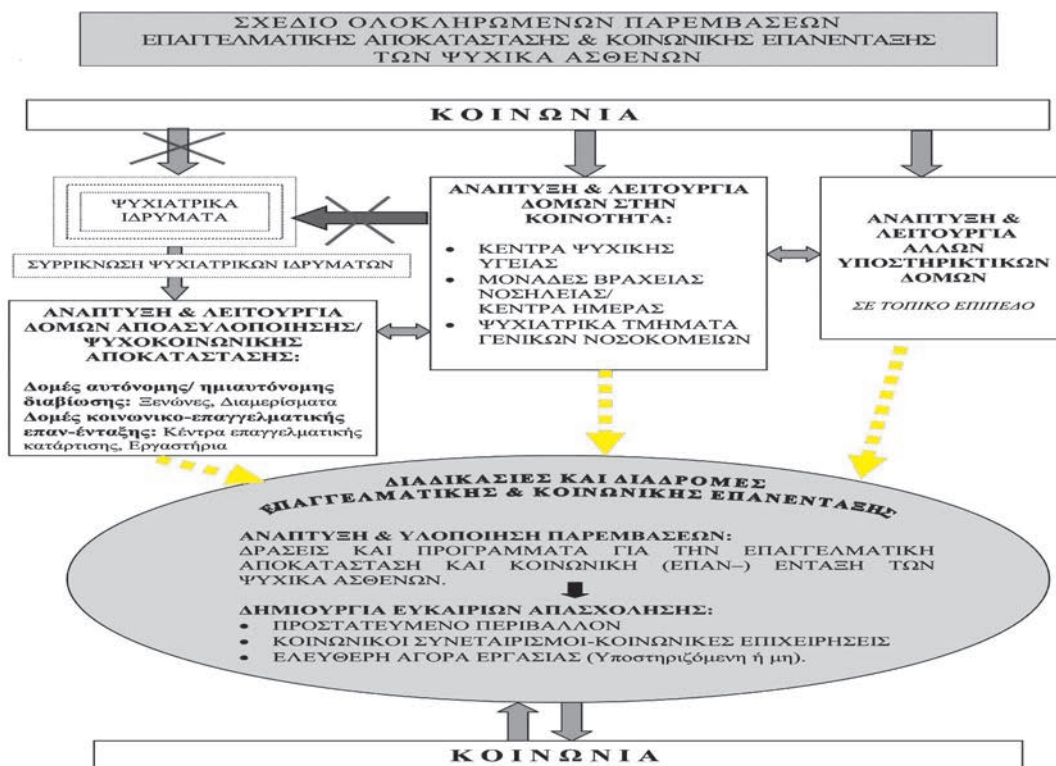 ΣΧΕΔΙΟ ΟΛΟΚΛΗΡΩΜΕΝΩΝ ΠΑΡΕΜΒΑΣΕΩΝ
ΕΠΑΓΓΕΛΜΑΤΙΚΗΣ ΑΠΟΚΑΤΑΣΤΑΣΗΣ & ΚΟΙΝΩΝΙΚΗΣ ΕΠΑΝΕΝΤΑΞΗΣ
ΤΩΝ ΨΥΧΙΚΑ ΑΣΘΕΝΩΝ
ΚΟΙΝΩΝΙΑ
ΨΥΧΙΑΤΡΙΚΑ
ΙΔΡΥΜΑΤΑ
ΣΥΡΡΙΚΝΩΣΗ ΨΥΧΙΑΤΡΙΚΩΝ ΙΔΡΥΜΑΤΩΝ
ΑΝΑΠΤΥΞΗ & ΛΕΙΤΟΥΡΓΙΑ
ΔΟΜΩΝ ΑΠΟΑΣΥΛΟΠΟΙΗΣΗΣ/
ΨΥΧΟΚΟΙΝΩΝΙΚΗΣ
ΑΠΟΚΑΤΑΣΤΑΣΗΣ:
Δομές αυτόνομης/ ημιαυτόνομης
διαβίωσης: Ξενώνες, Διαμερίσματα
Δομές κοινωνικο-επαγγελματικής
επαν-ένταξης: Κέντρα επαγγελματικής
κατάρτισης, Εργαστήρια
ΑΝΑΠΤΥΞΗ & ΛΕΙΤΟΥΡΓΙΑ
ΔΟΜΩΝ ΣΤΗΝ
ΚΟΙΝΟΤΗΤΑ:
• ΚΕΝΤΡΑ ΨΥΧΙΚΗΣ
ΥΓΕΙΑΣ
• ΜΟΝΑΔΕΣ ΒΡΑΧΕΙΑΣ
ΝΟΣΗΛΕΙΑΣ/
ΚΕΝΤΡΑ ΗΜΕΡΑΣ
• ΨΥΧΙΑΤΡΙΚΑ ΤΜΗΜΑΤΑ
ΓΕΝΙΚΩΝ ΝΟΣΟΚΟΜΕΙΩΝ
ΑΝΑΠΤΥΞΗ &
ΛΕΙΤΟΥΡΓΙΑ
ΑΛΛΩΝ
ΥΠΟΣΤΗΡΙΚΤΙΚΩΝ
ΔΟΜΩΝ
ΣΕ ΤΟΠΙΚΟ ΕΠΙΠΕΔΟ
ΔΙΑΔΙΚΑΣΙΕΣ ΚΑΙ ΔΙΑΔΡΟΜΕΣ
ΕΠΑΓΓΕΛΜΑΤΙΚΗΣ & ΚΟΙΝΩΝΙΚΗΣ ΕΠΑΝΕΝΤΑΞΗΣ
ΑΝΑΠΤΥΞΗ & ΥΛΟΠΟΙΗΣΗ ΠΑΡΕΜΒΑΣΕΩΝ:
ΔΡΑΣΕΙΣ ΚΑΙ ΠΡΟΓΡΑΜΜΑΤΑ ΓΙΑ ΤΗΝ ΕΠΑΓΓΕΛΜΑΤΙΚΗ
ΑΠΟΚΑΤΑΣΤΑΣΗ ΚΑΙ ΚΟΙΝΩΝΙΚΗ (ΕΠΑΝ–) ΕΝΤΑΞΗ ΤΩΝ
ΨΥΧΙΚΑ ΑΣΘΕΝΩΝ.
ΔΗΜΙΟΥΡΓΙΑ ΕΥΚΑΙΡΙΩΝ ΑΠΑΣΧΟΛΗΣΗΣ:
• ΠΡΟΣΤΑΤΕΥΜΕΝΟ ΠΕΡΙΒΑΛΛΟΝ
• ΚΟΙΝΩΝΙΚΟΙ ΣΥΝΕΤΑΙΡΙΣΜΟΙ-ΚΟΙΝΩΝΙΚΕΣ ΕΠΙΧΕΙΡΗΣΕΙΣ
• ΕΛΕΥΘΕΡΗ ΑΓΟΡΑ ΕΡΓΑΣΙΑΣ (Υποστηριζόμενη ή μη).
ΚΟΙΝΩΝΙΑ